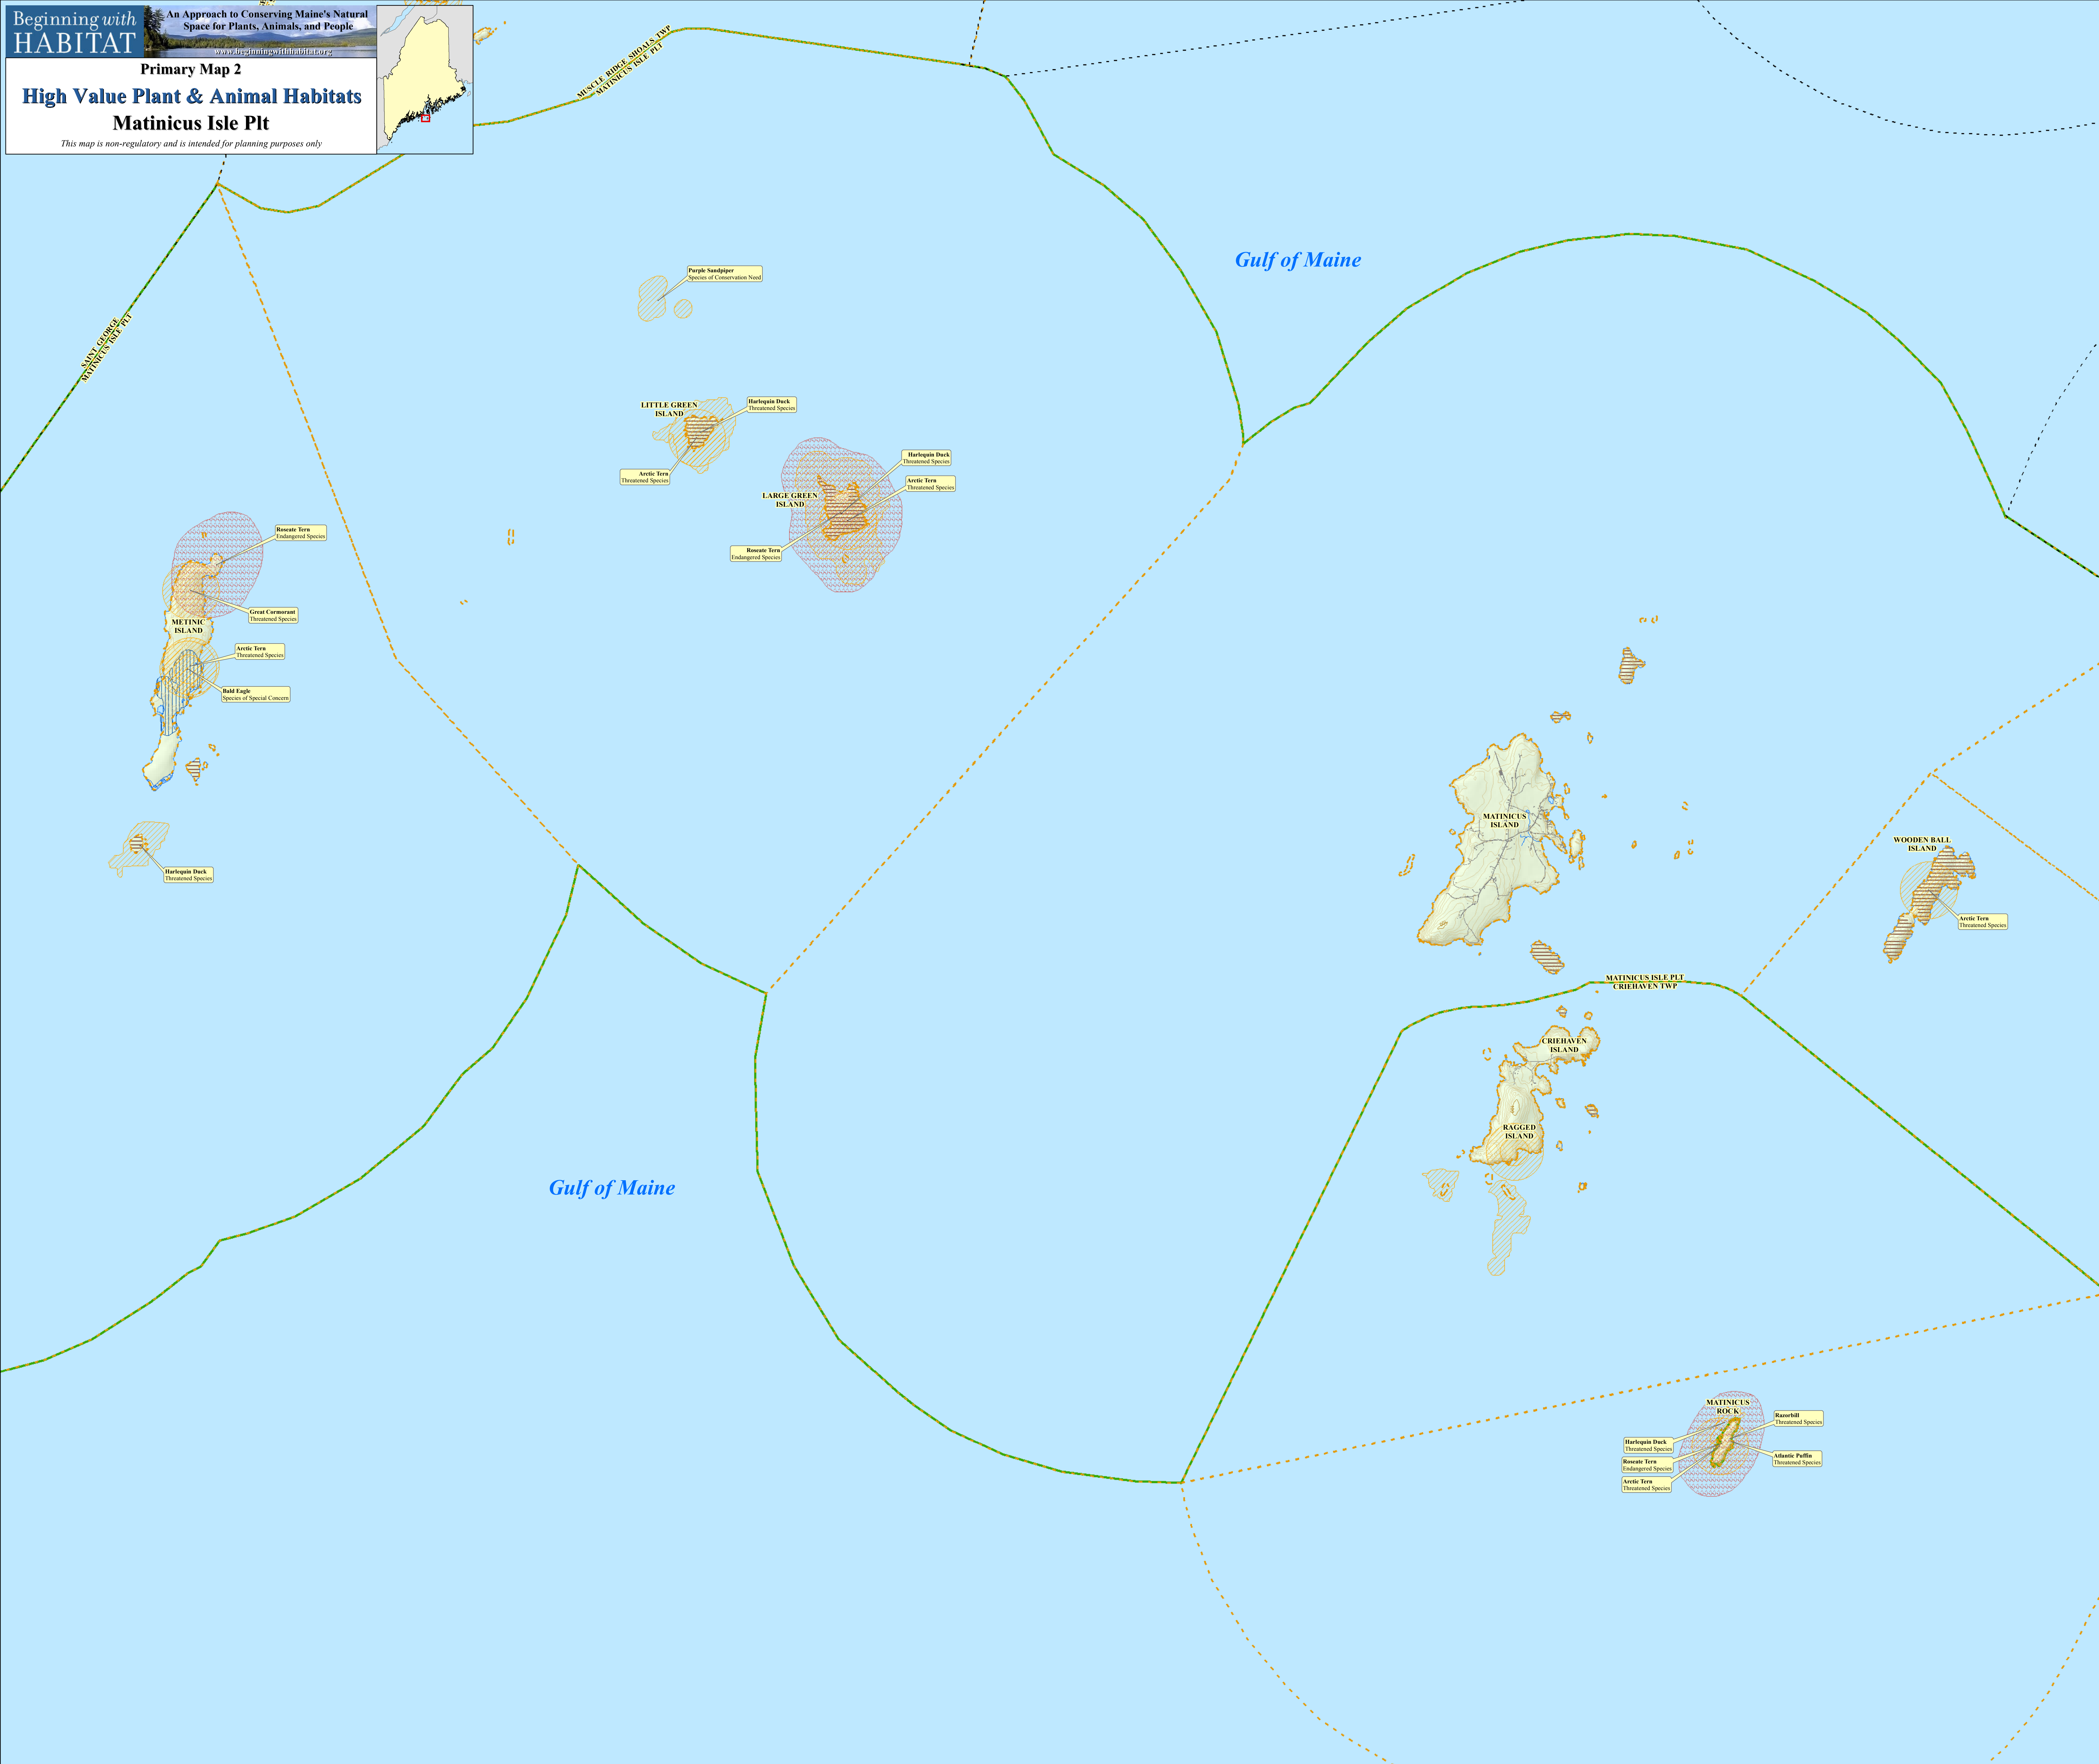 Beginning with
HABITAT
An Approach to Conserving Maine's Natural
Space for Plants, Animals, and People
www.beginningwithhabitat.org
Primary Map 2
High Value Plant & Animal Habitats
Matinicus Isle Plt
This map is non-regulatory and is intended for planning purposes only
MUSCLE RIDGE SHOALS TWP
MATINICUS ISLE PLT
SAINT GEORGE
MATINICUS ISLE PLT
Gulf of Maine
Purple Sandpiper
Species of Conservation Need
LITTLE GREEN
ISLAND
Harlequin Duck
Threatened Species
Arctic Tern
Threatened Species
LARGE GREEN
ISLAND
Harlequin Duck
Threatened Species
Arctic Tern
Threatened Species
Roseate Tern
Endangered Species
Roseate Tern
Endangered Species
Great Cormorant
Threatened Species
METINIC
ISLAND
Arctic Tern
Threatened Species
Bald Eagle
Species of Special Concern
Harlequin Duck
Threatened Species
MATINICUS
ISLAND
WOODEN BALL
ISLAND
Arctic Tern
Threatened Species
MATINICUS ISLE PLT
CRIEHAVEN TWP
CRIEHAVEN
ISLAND
RAGGED
ISLAND
Gulf of Maine
MATINICUS
ROCK
Razorbill
Threatened Species
Harlequin Duck
Threatened Species
Atlantic Puffin
Threatened Species
Roseate Tern
Endangered Species
Arctic Tern
Threatened Species